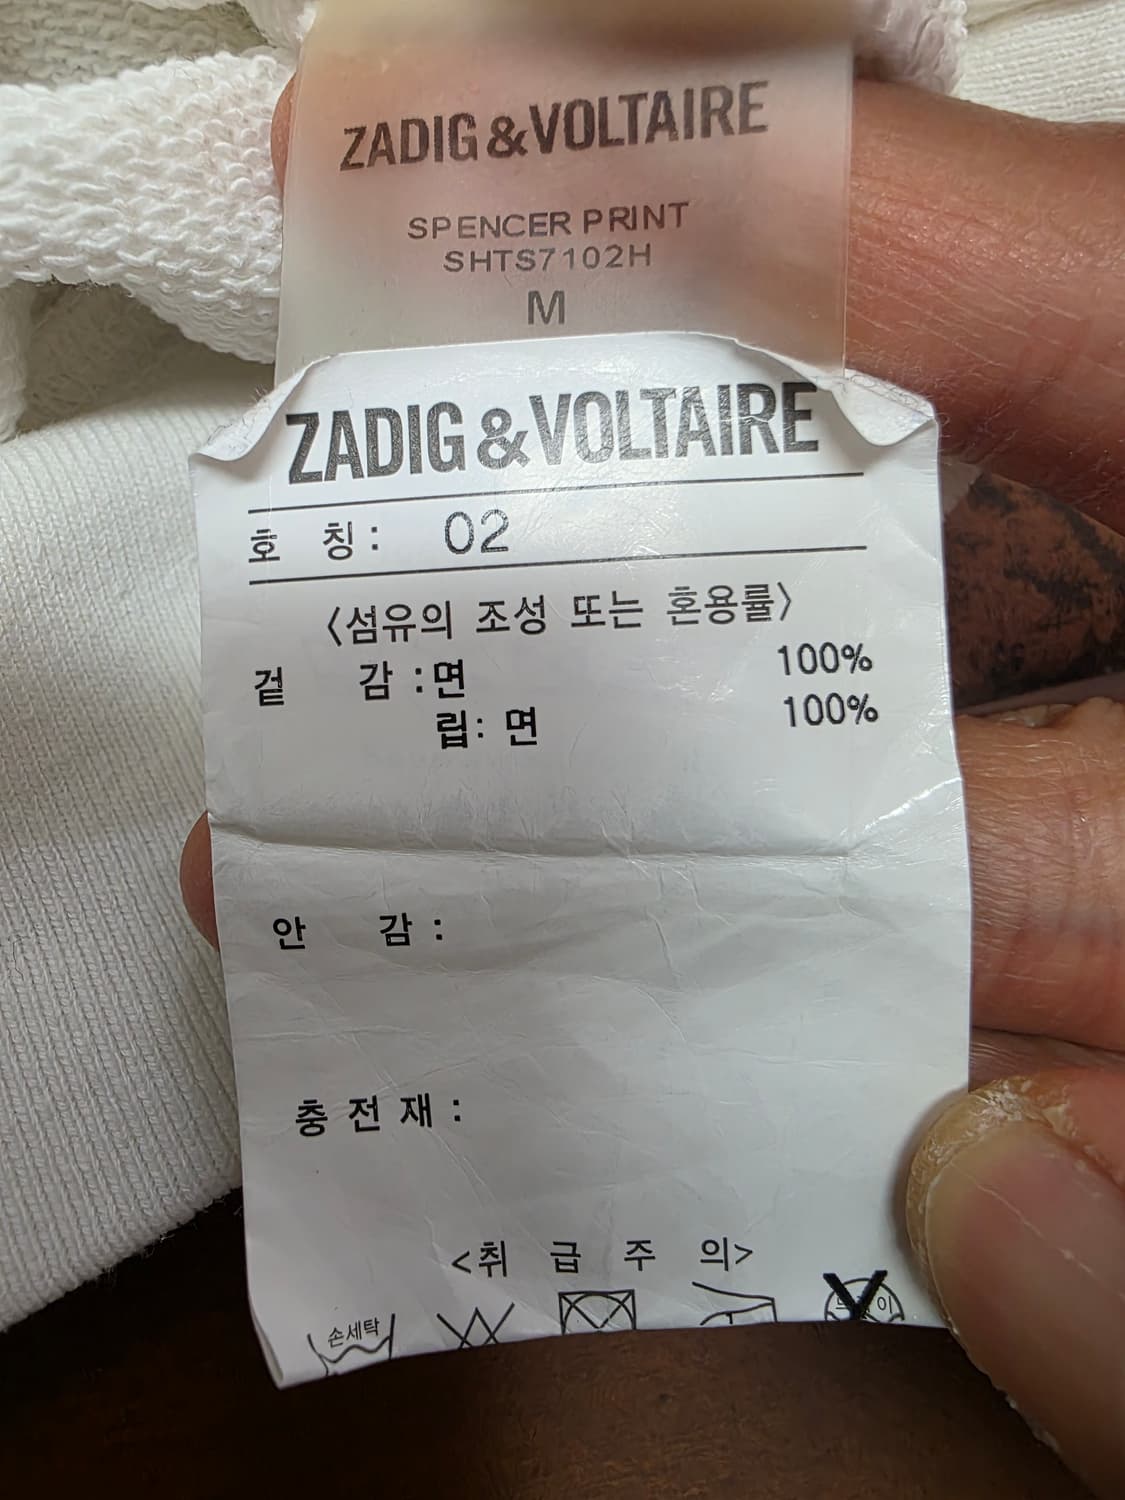 ZADIG & VOLTAIRE
SPENCER PRINT
SHTS7102H
M
ZADIG & VOLTAIRE
호 칭 : 02
〈섬유의 조성 또는 혼용률〉
겉 감 : 면 100%
립 : 면 100%
안 감 :
충 전 재 :
<취 급 주 의>
손세탁